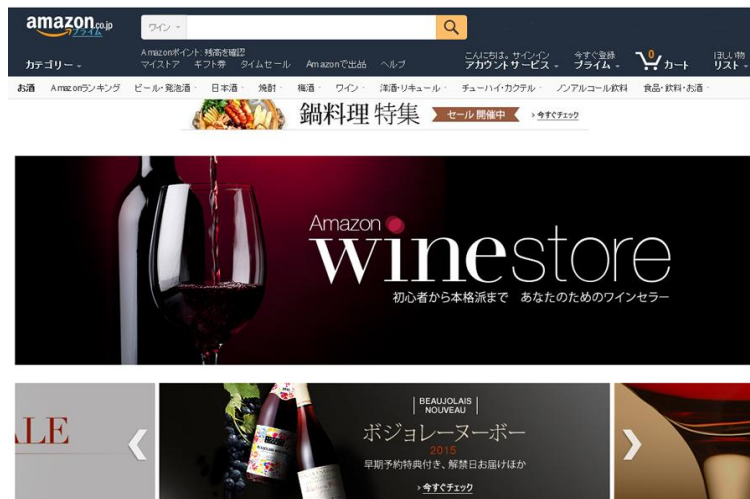 amazon.co.jp
プライム
ワイン
Amazonポイント: 残高を確認
こんにちは。サインイン 今すぐ登録 0 ほしい物
カテゴリー マイストア ギフト券 タイムセール Amazonで出品 ヘルプ アカウントサービス プライム カート リスト
お酒 Amazonランキング ビール・発泡酒 日本酒 焼酎 梅酒 ワイン 洋酒・リキュール チューハイ・カクテル ノンアルコール飲料 食品・飲料・お酒
鍋料理 特集 セール開催中 今すぐチェック
Amazon
winestore
初心者から本格派まで あなたのためのワインセラー
ALE
BEAUJOLAIS
NOUVEAU
ボジョレーヌーボー
2015
早期予約特典付き、解禁日お届けほか
今すぐチェック